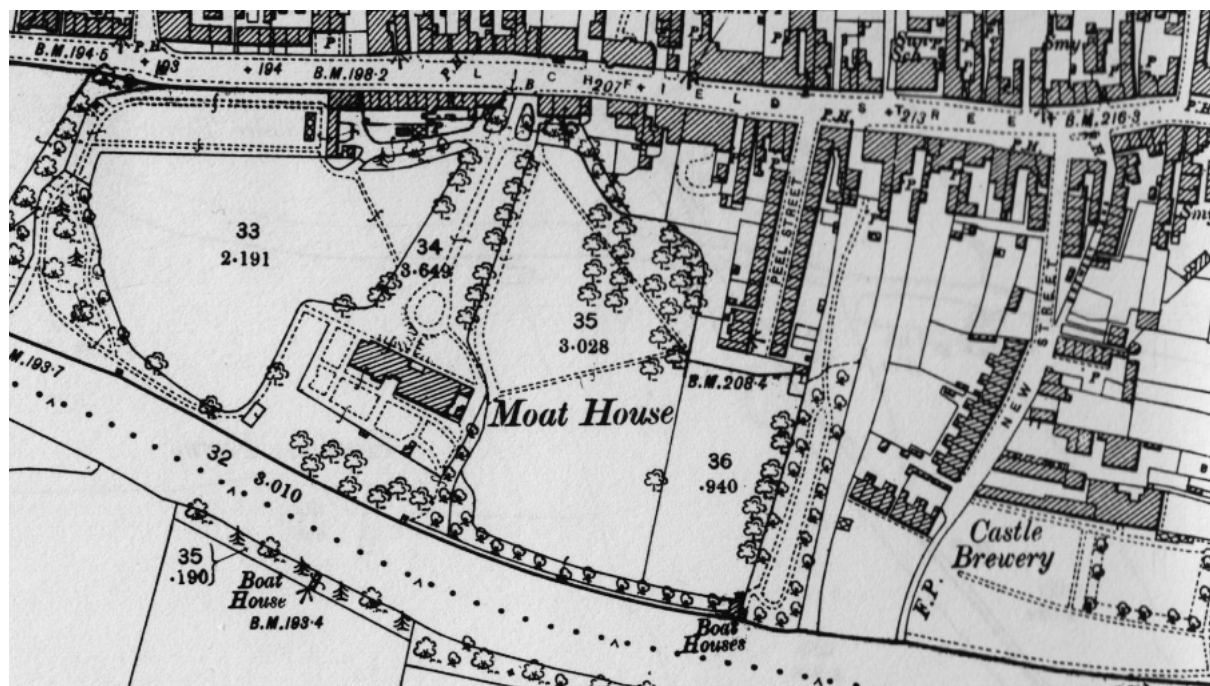 B.M.194·5
P.H.
193
194
B.M.198·2
P
P
L I C H F I E L D S T R E E T
B
207
213
P.H.
P.H.
P.H.
P.H.
B.M.216·3
P
P
33
2·191
34
3·649
35
3·028
PEEL STREET
NEW STREET
B.M.208·4
M.193·7
Moat House
32
3·010
36
·940
35
·190
Boat
House
B.M.193·4
Boat
Houses
Castle
Brewery
F.P.